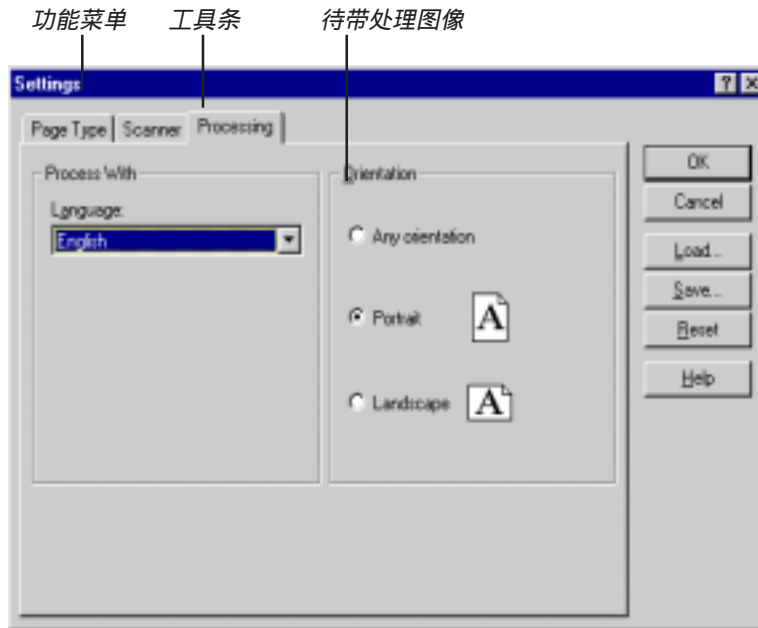 功能菜单 工具条 待带处理图像
Settings
Page Type Scanner Processing
Process With
Language:
English
Orientation
Any orientation
Portrait A
Landscape A
OK
Cancel
Load...
Save...
Reset
Help